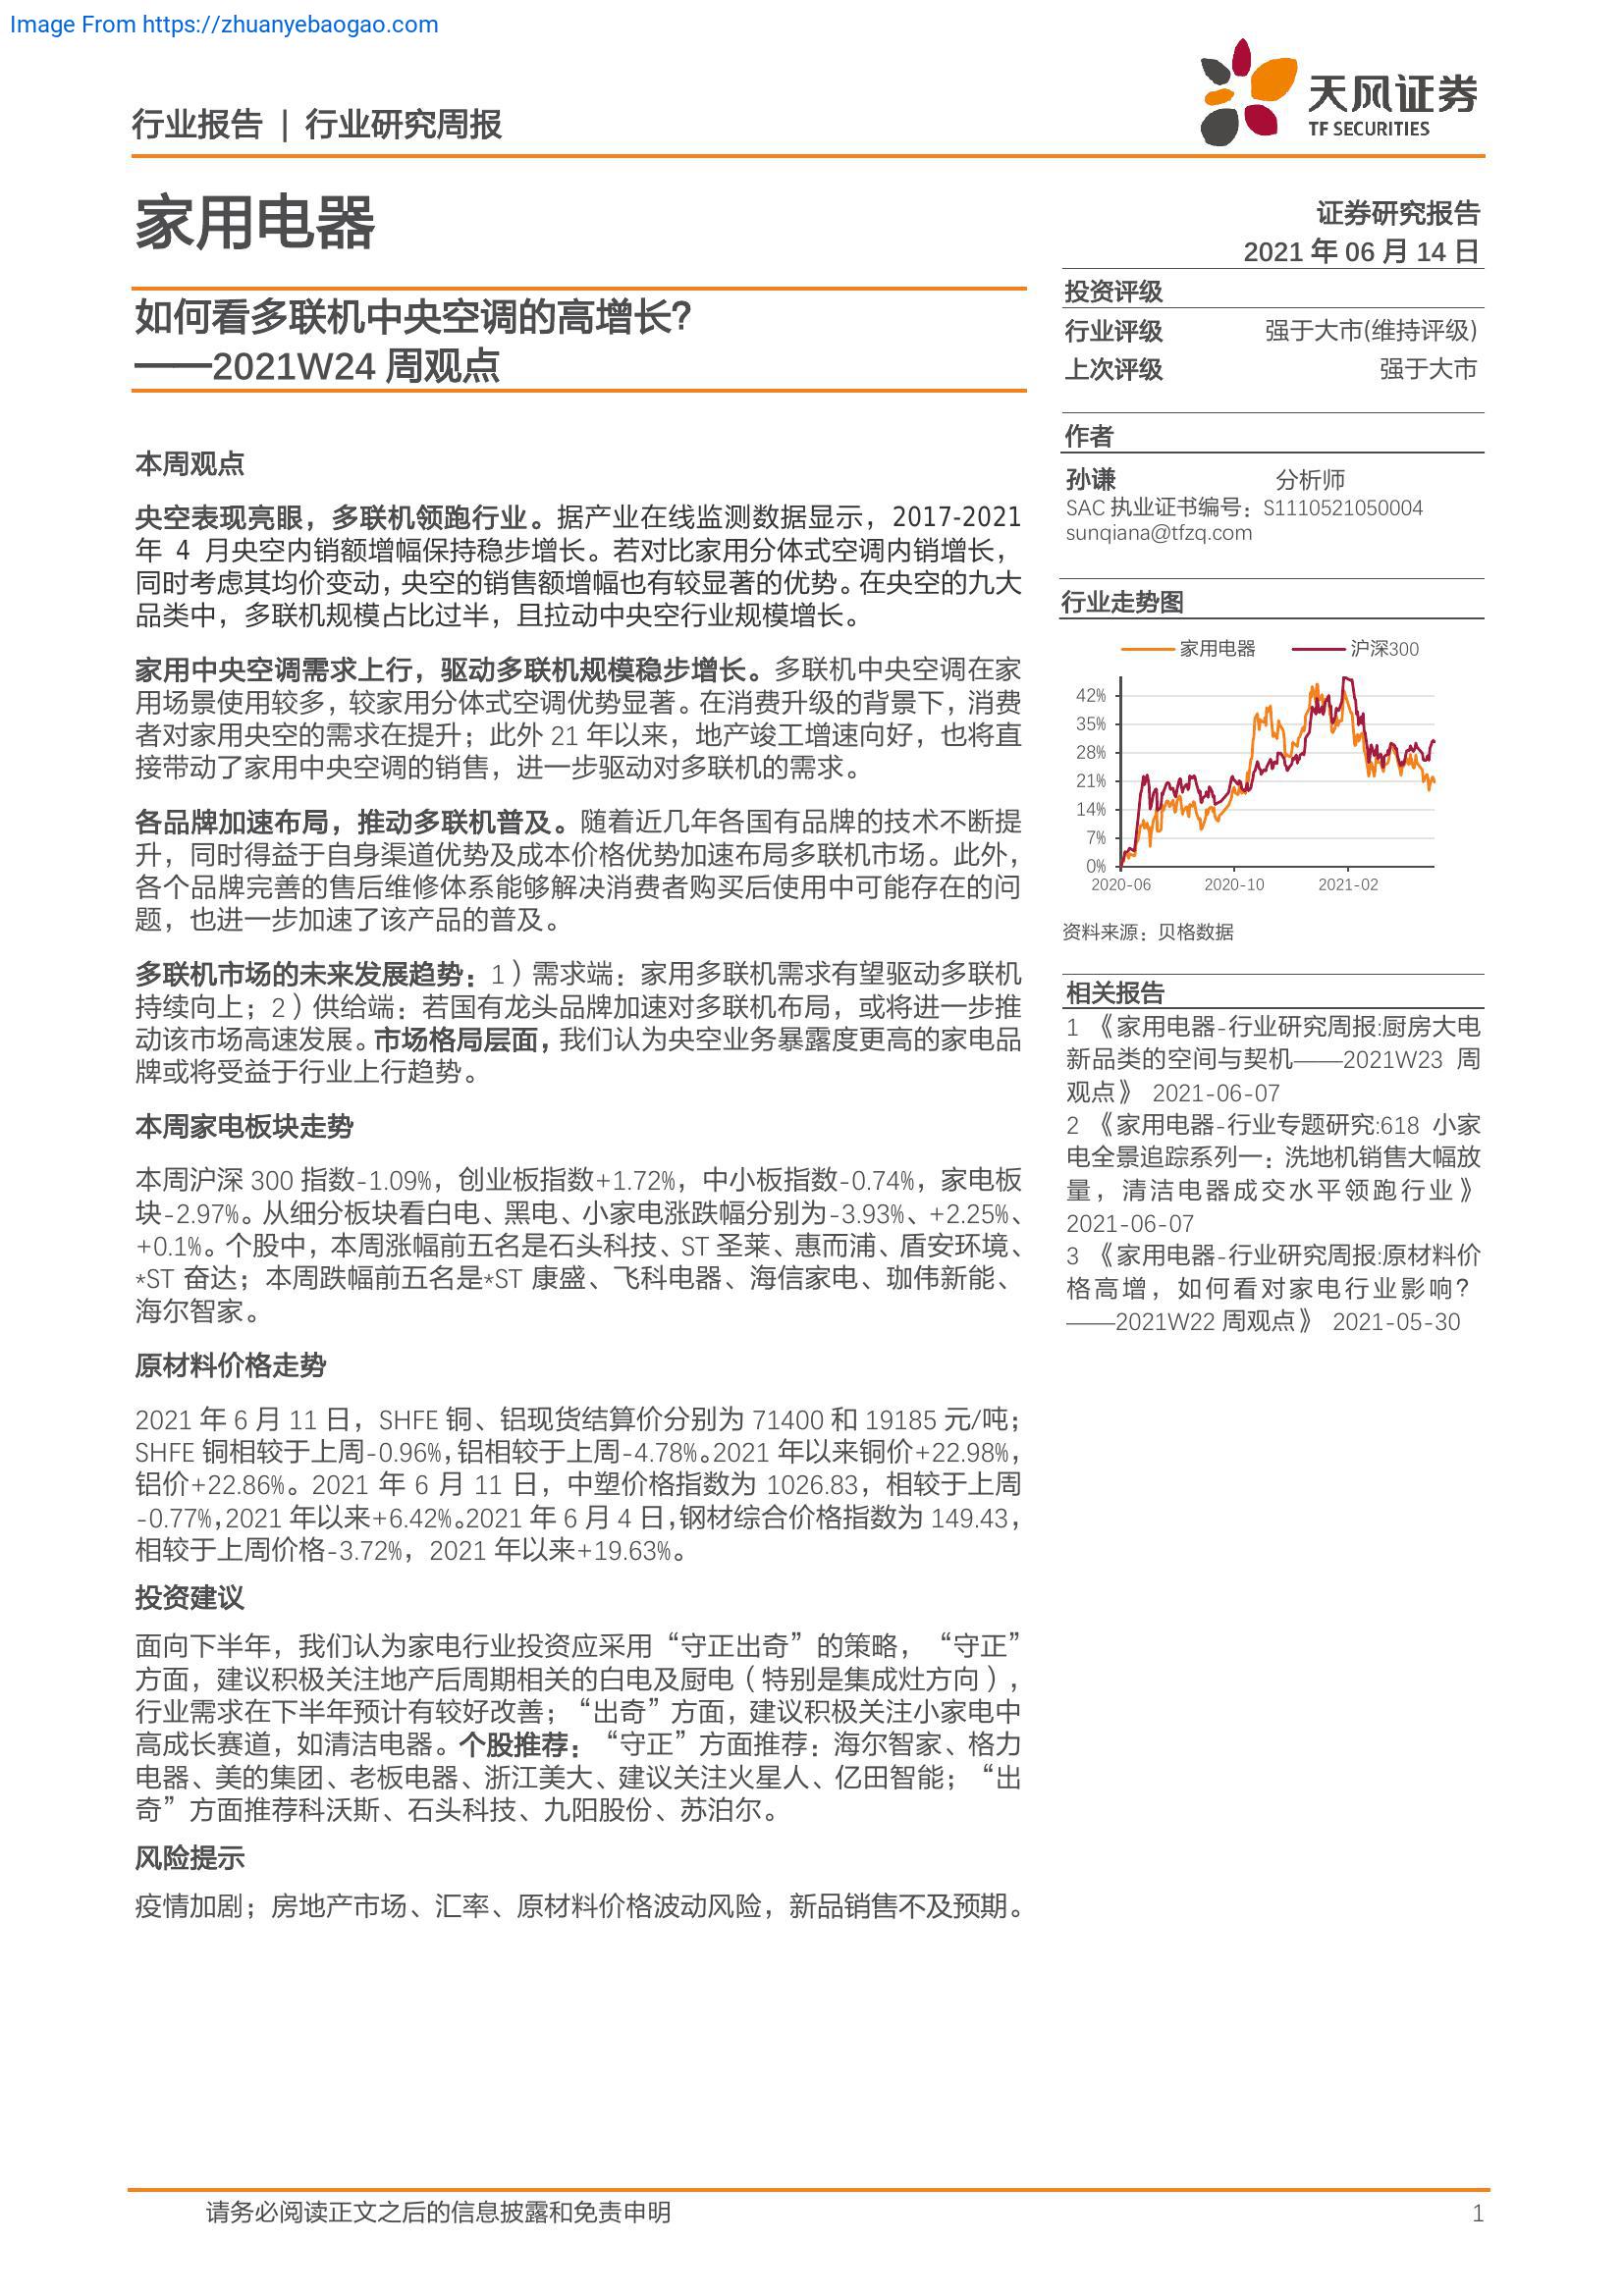 Image From https://zhuanyebaogao.com
行业报告 | 行业研究周报
天风证券
TF SECURITIES
家用电器
证券研究报告
2021 年 06 月 14 日
如何看多联机中央空调的高增长？
——2021W24 周观点
投资评级
行业评级 强于大市(维持评级)
上次评级 强于大市
作者
孙谦 分析师
SAC 执业证书编号：S1110521050004
sunqiana@tfzq.com
行业走势图
家用电器 沪深300
42%
35%
28%
21%
14%
7%
0%
2020-06 2020-10 2021-02
资料来源：贝格数据
相关报告
1 《家用电器-行业研究周报:厨房大电
新品类的空间与契机——2021W23 周
观点》 2021-06-07
2 《家用电器-行业专题研究:618 小家
电全景追踪系列一：洗地机销售大幅放
量，清洁电器成交水平领跑行业》
2021-06-07
3 《家用电器-行业研究周报:原材料价
格高增，如何看对家电行业影响？
——2021W22 周观点》 2021-05-30
本周观点
央空表现亮眼，多联机领跑行业。据产业在线监测数据显示，2017-2021
年 4 月央空内销额增幅保持稳步增长。若对比家用分体式空调内销增长，
同时考虑其均价变动，央空的销售额增幅也有较显著的优势。在央空的九大
品类中，多联机规模占比过半，且拉动中央空行业规模增长。
家用中央空调需求上行，驱动多联机规模稳步增长。多联机中央空调在家
用场景使用较多，较家用分体式空调优势显著。在消费升级的背景下，消费
者对家用央空的需求在提升；此外 21 年以来，地产竣工增速向好，也将直
接带动了家用中央空调的销售，进一步驱动对多联机的需求。
各品牌加速布局，推动多联机普及。随着近几年各国有品牌的技术不断提
升，同时得益于自身渠道优势及成本价格优势加速布局多联机市场。此外，
各个品牌完善的售后维修体系能够解决消费者购买后使用中可能存在的问
题，也进一步加速了该产品的普及。
多联机市场的未来发展趋势：1）需求端：家用多联机需求有望驱动多联机
持续向上；2）供给端：若国有龙头品牌加速对多联机布局，或将进一步推
动该市场高速发展。市场格局层面，我们认为央空业务暴露度更高的家电品
牌或将受益于行业上行趋势。
本周家电板块走势
本周沪深 300 指数-1.09%，创业板指数+1.72%，中小板指数-0.74%，家电板
块-2.97%。从细分板块看白电、黑电、小家电涨跌幅分别为-3.93%、+2.25%、
+0.1%。个股中，本周涨幅前五名是石头科技、ST 圣莱、惠而浦、盾安环境、
*ST 奋达；本周跌幅前五名是*ST 康盛、飞科电器、海信家电、珈伟新能、
海尔智家。
原材料价格走势
2021 年 6 月 11 日，SHFE 铜、铝现货结算价分别为 71400 和 19185 元/吨；
SHFE 铜相较于上周-0.96%，铝相较于上周-4.78%。2021 年以来铜价+22.98%，
铝价+22.86%。2021 年 6 月 11 日，中塑价格指数为 1026.83，相较于上周
-0.77%，2021 年以来+6.42%。2021 年 6 月 4 日，钢材综合价格指数为 149.43，
相较于上周价格-3.72%，2021 年以来+19.63%。
投资建议
面向下半年，我们认为家电行业投资应采用“守正出奇”的策略，“守正”
方面，建议积极关注地产后周期相关的白电及厨电（特别是集成灶方向），
行业需求在下半年预计有较好改善；“出奇”方面，建议积极关注小家电中
高成长赛道，如清洁电器。个股推荐：“守正”方面推荐：海尔智家、格力
电器、美的集团、老板电器、浙江美大、建议关注火星人、亿田智能；“出
奇”方面推荐科沃斯、石头科技、九阳股份、苏泊尔。
风险提示
疫情加剧；房地产市场、汇率、原材料价格波动风险，新品销售不及预期。
请务必阅读正文之后的信息披露和免责申明 1